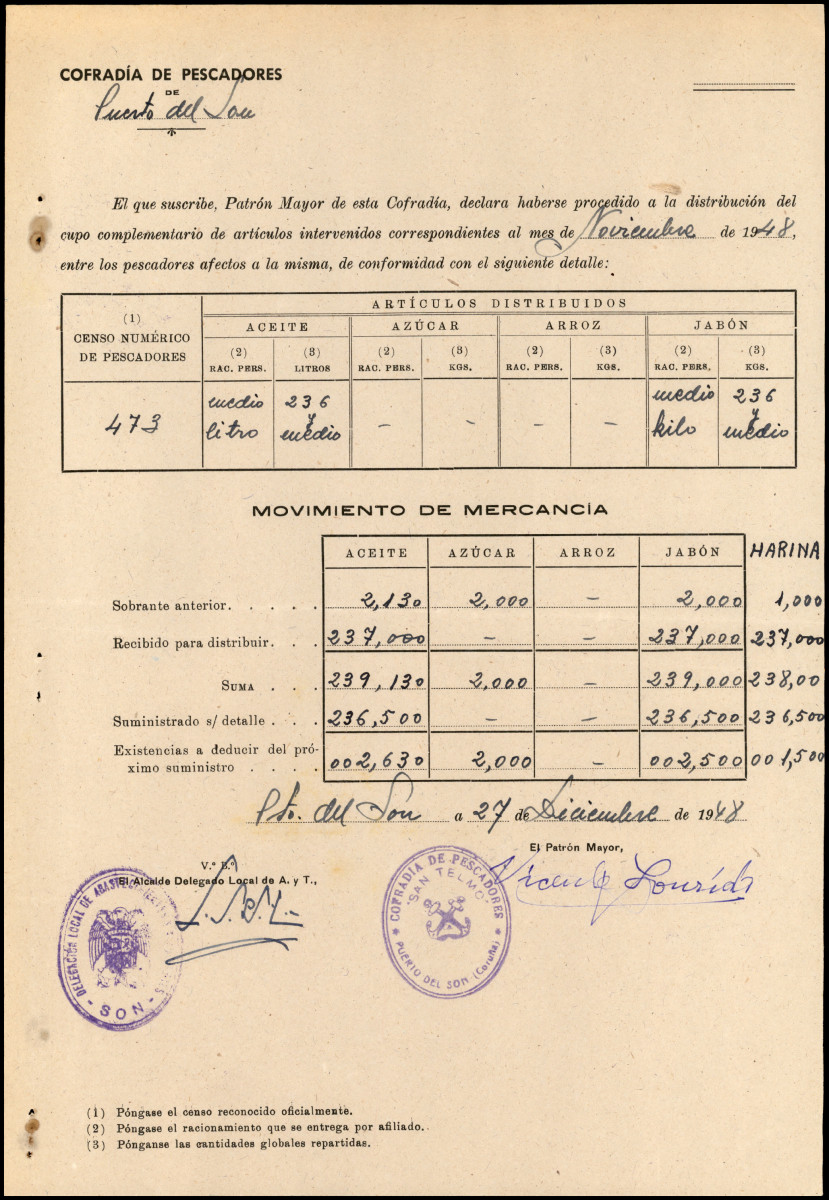 COFRADÍA DE PESCADORES
DE
Puerto del Son
El que suscribe, Patrón Mayor de esta Cofradía, declara haberse procedido a la distribución del
cupo complementario de artículos intervenidos correspondientes al mes de Noviembre de 1948,
entre los pescadores afectos a la misma, de conformidad con el siguiente detalle:
(1) CENSO NUMÉRICO DE PESCADORES
ARTÍCULOS DISTRIBUIDOS
ACEITE AZÚCAR ARROZ JABÓN
(2) (3) (2) (3) (2) (3) (2) (3)
RAC. PERS. LITROS RAC. PERS. KGS. RAC. PERS. KGS. RAC. PERS. KGS.
473 medio litro 236 y medio - - - - medio kilo 236 y medio
MOVIMIENTO DE MERCANCÍA
ACEITE AZÚCAR ARROZ JABÓN HARINA
Sobrante anterior. . . . . 2,130 2,000 - 2,000 1,000
Recibido para distribuir. . . 237,000 - - 237,000 237,000
SUMA . . . 239,130 2,000 - 239,000 238,00
Suministrado s/ detalle . . . 236,500 - - 236,500 236,500
Existencias a deducir del pró-
ximo suministro . . . . 002,630 2,000 - 002,500 001,500
Pto. del Son a 27 de Diciembre de 1948
El Patrón Mayor,
V.º B.º
El Alcalde Delegado Local de A. y T.,
Vicente Lourido
COFRADIA DE PESCADORES
"SAN TELMO"
PUERTO DEL SON (Coruña)
DELEGACIÓN LOCAL DE
- SON -
(1) Póngase el censo reconocido oficialmente.
(2) Póngase el racionamiento que se entrega por afiliado.
(3) Pónganse las cantidades globales repartidas.